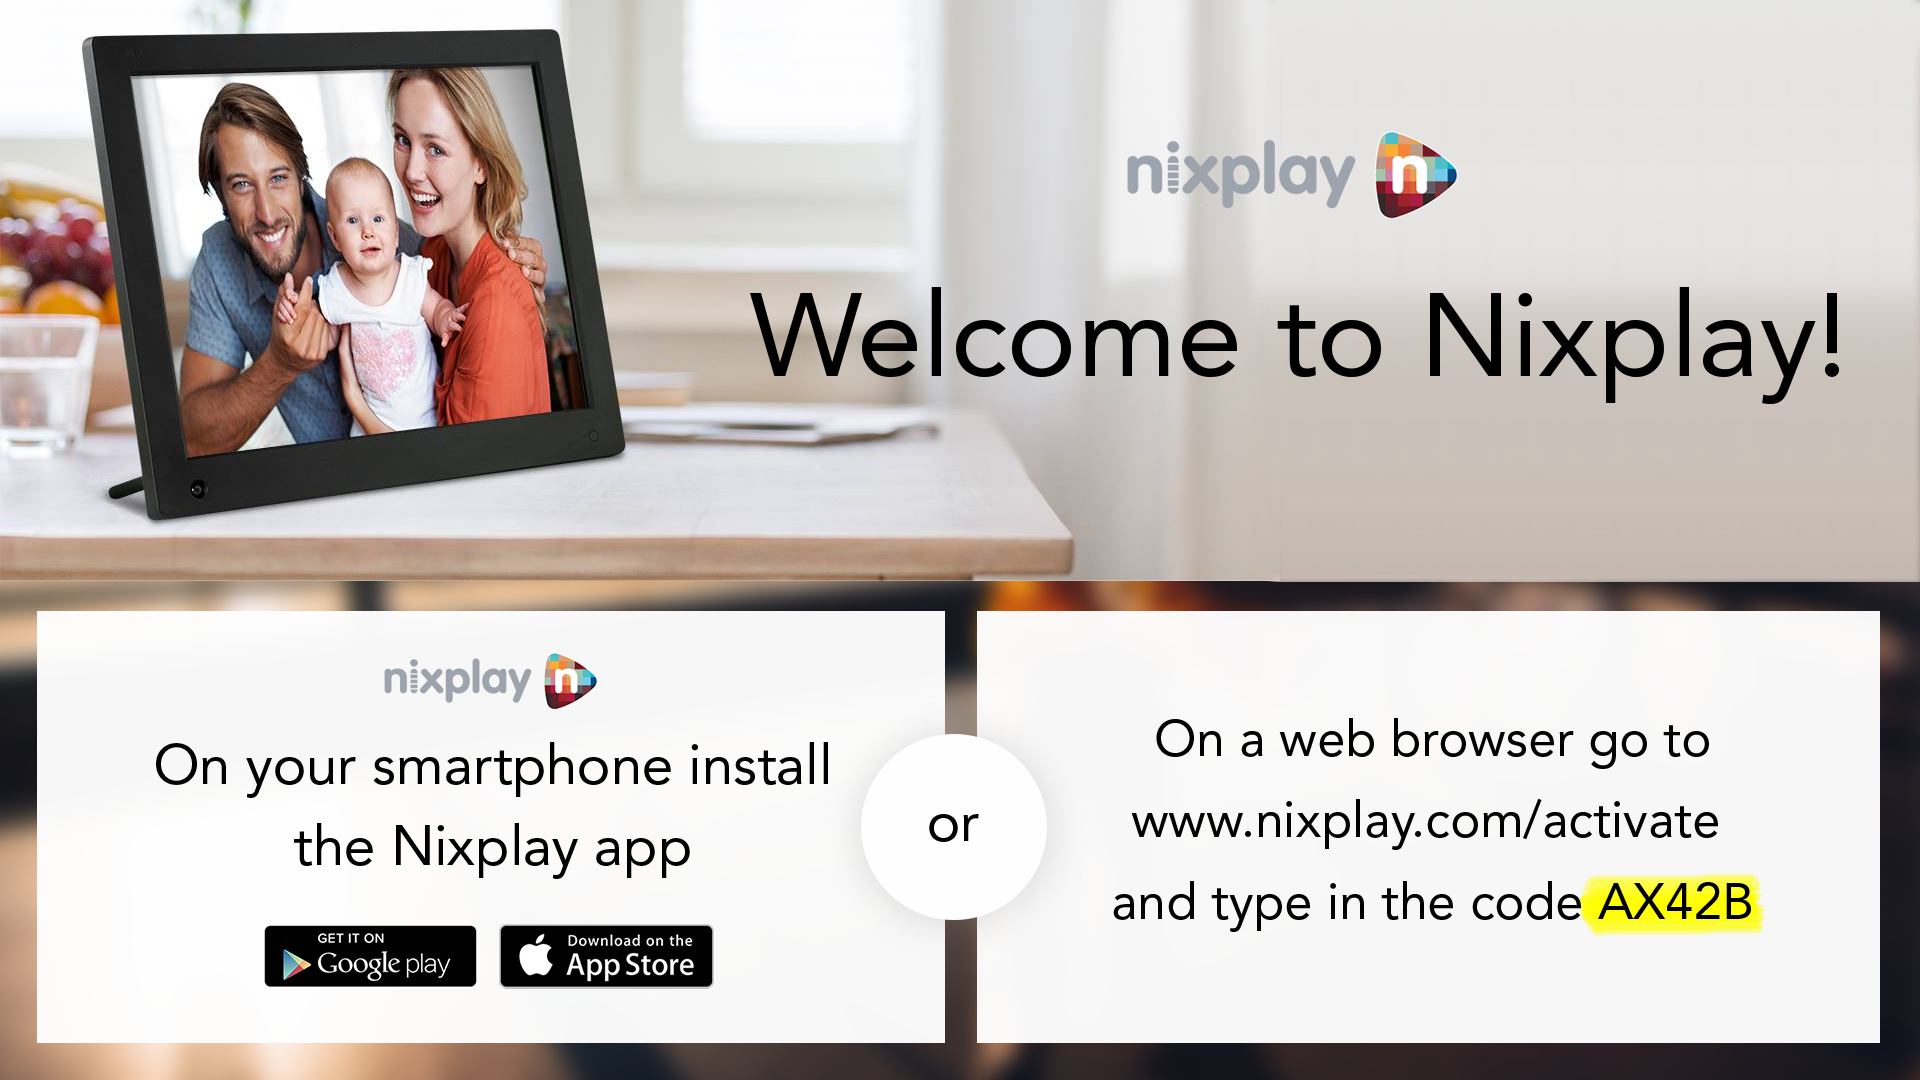 nixplay n
Welcome to Nixplay!
nixplay n
On your smartphone install
the Nixplay app
GET IT ON
Google play
Download on the
App Store
or
On a web browser go to
www.nixplay.com/activate
and type in the code AX42B